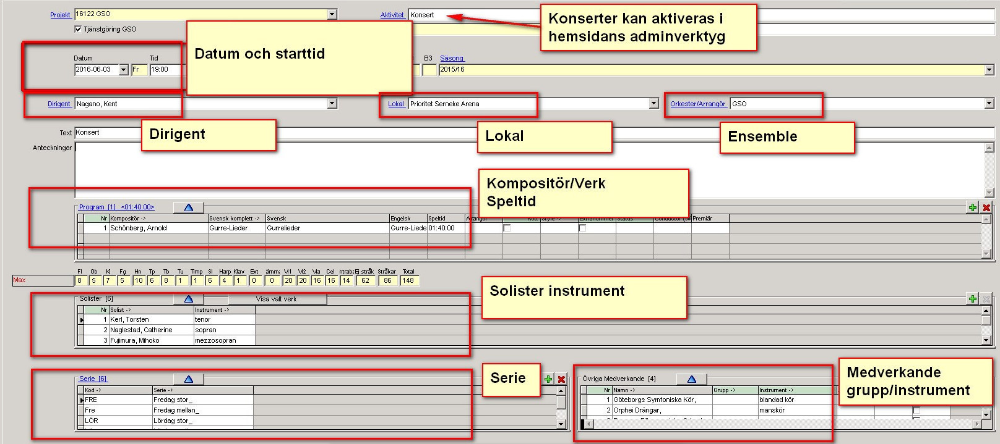 Projekt 16122 GSO Aktivitet Konsert
Konserter kan aktiveras i
hemsidans adminverktyg
Tjänstgöring GSO
Datum och starttid
Datum Tid B3 Säsong
2016-06-03 Fr 19:00 2015/16
Dirigent Nagano, Kent Lokal Prioritet Serneke Arena Orkester/Arrangör GSO
Dirigent
Lokal
Ensemble
Text Konsert
Anteckningar
Kompositör/Verk
Speltid
Program [1] <01:40:00>
Nr Kompositör -> Svensk komplett -> Svensk Engelsk Speltid Style -> Extranummer Status Premiär
1 Schönberg, Arnold Gurre-Lieder Gurrelieder Gurre-Liede 01:40:00
Fl Ob Kl Fg Hn Tp Tb Tu Timp Sl Harp Klav Ext Vl1 Vl2 Vla Cel ntraba Ej stråk Stråkar Total
Max 8 5 7 5 10 6 8 1 1 6 4 1 0 0 20 20 16 16 14 62 86 148
Solister instrument
Solister [6] Visa valt verk
Nr Solist -> Instrument ->
1 Kerl, Torsten tenor
2 Naglestad, Catherine sopran
3 Fujimura, Mihoko mezzosopran
Serie
Serie [6]
Kod -> Serie ->
FRE Fredag stor_
Fre Fredag mellan_
LÖR Lördag stor_
Medverkande
grupp/instrument
Övriga Medverkande [4]
Nr Namn -> Grupp -> Instrument ->
1 Göteborgs Symfoniska Kör, blandad kör
2 Orphei Drängar, manskör